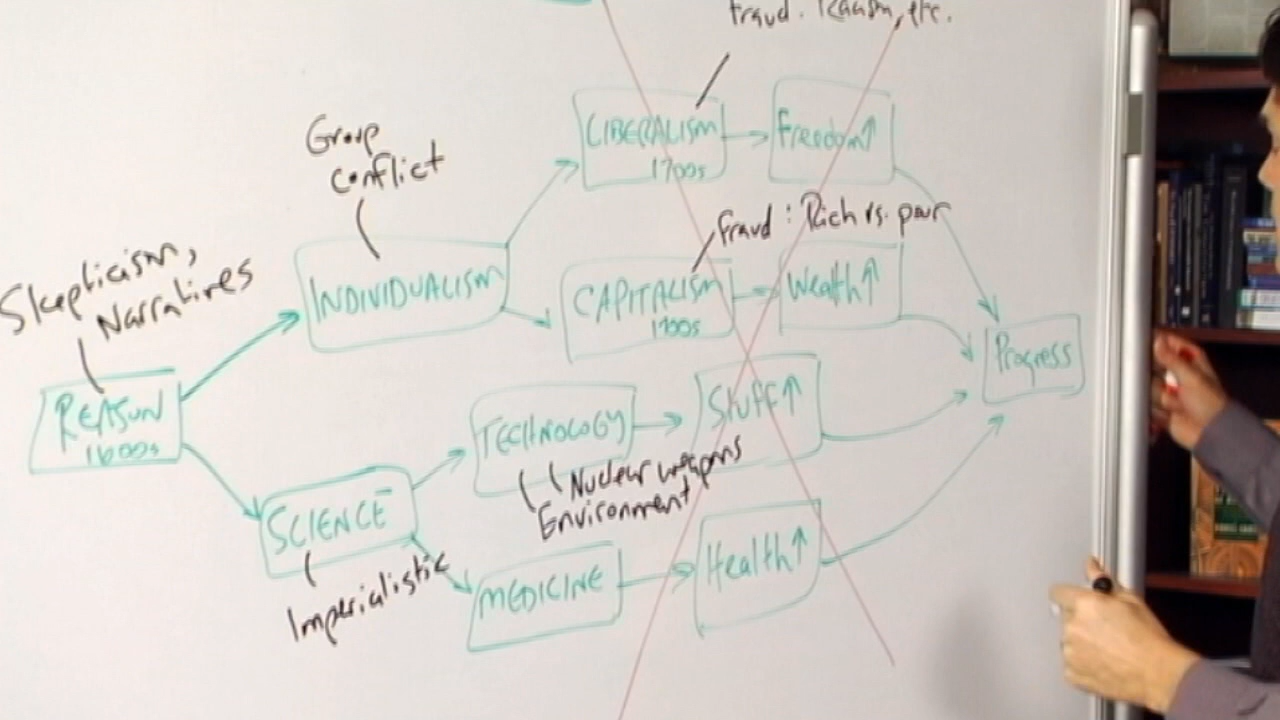 fraud. Racism, etc.
LIBERALISM
1700s
Freedom↑
Group
conflict
fraud: Rich vs. poor
Skepticism,
Narratives
INDIVIDUALISM
CAPITALISM
1700s
Wealth↑
Progress
REASON
1600s
TECHNOLOGY
Stuff↑
Nuclear weapons
Environment
SCIENCE
Imperialistic
MEDICINE
Health↑